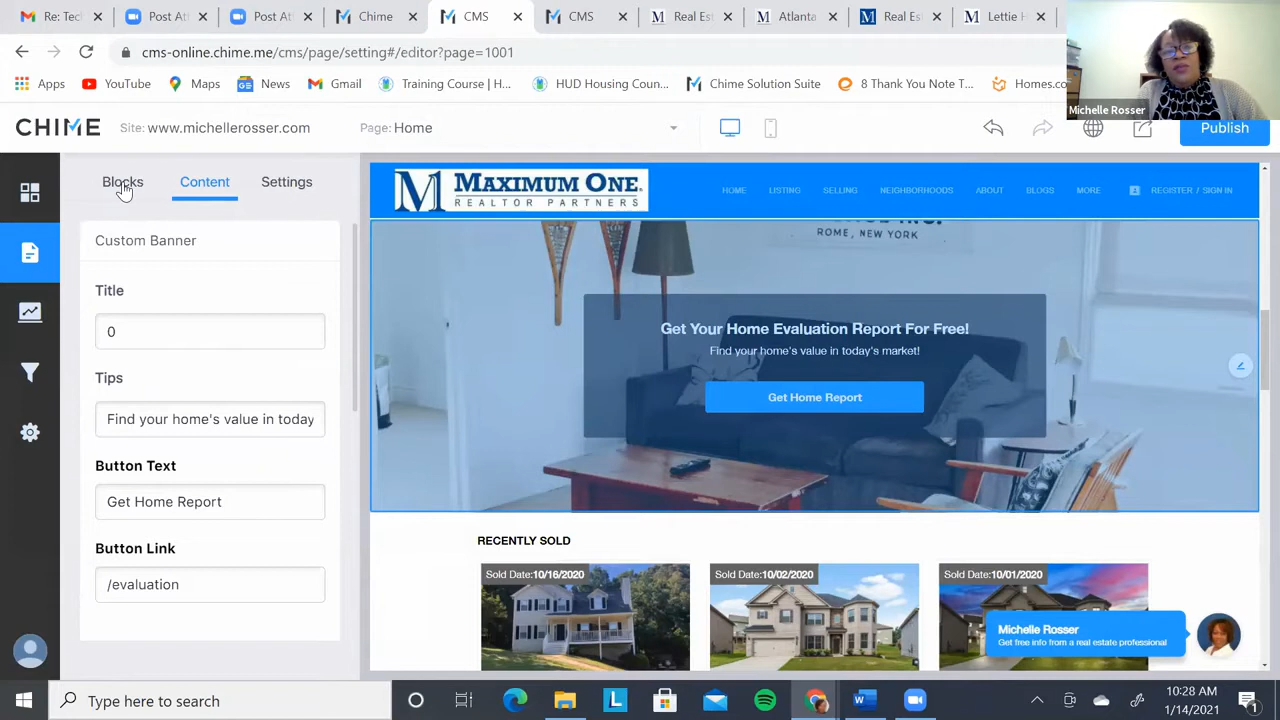 Re: Tec
Post Att
Post Att
Chime
CMS
CMS
Real Est
Atlanta
Real Es
Lettie H
cms-online.chime.me/cms/page/setting#/editor?page=1001
Apps
YouTube
Maps
News
Gmail
Training Course | H...
HUD Housing Coun...
Chime Solution Suite
8 Thank You Note T...
Homes.co
Michelle Rosser
CHIME
Site: www.michellerosser.com
Page: Home
Publish
Blocks
Content
Settings
MAXIMUM ONE
REALTOR PARTNERS
HOME
LISTING
SELLING
NEIGHBORHOODS
ABOUT
BLOGS
MORE
REGISTER / SIGN IN
ROME, NEW YORK
Custom Banner
Title
0
Tips
Find your home's value in today
Button Text
Get Home Report
Button Link
/evaluation
Get Your Home Evaluation Report For Free!
Find your home's value in today's market!
Get Home Report
RECENTLY SOLD
Sold Date:10/16/2020
Sold Date:10/02/2020
Sold Date:10/01/2020
Michelle Rosser
Get free info from a real estate professional
Type here to search
10:28 AM
1/14/2021